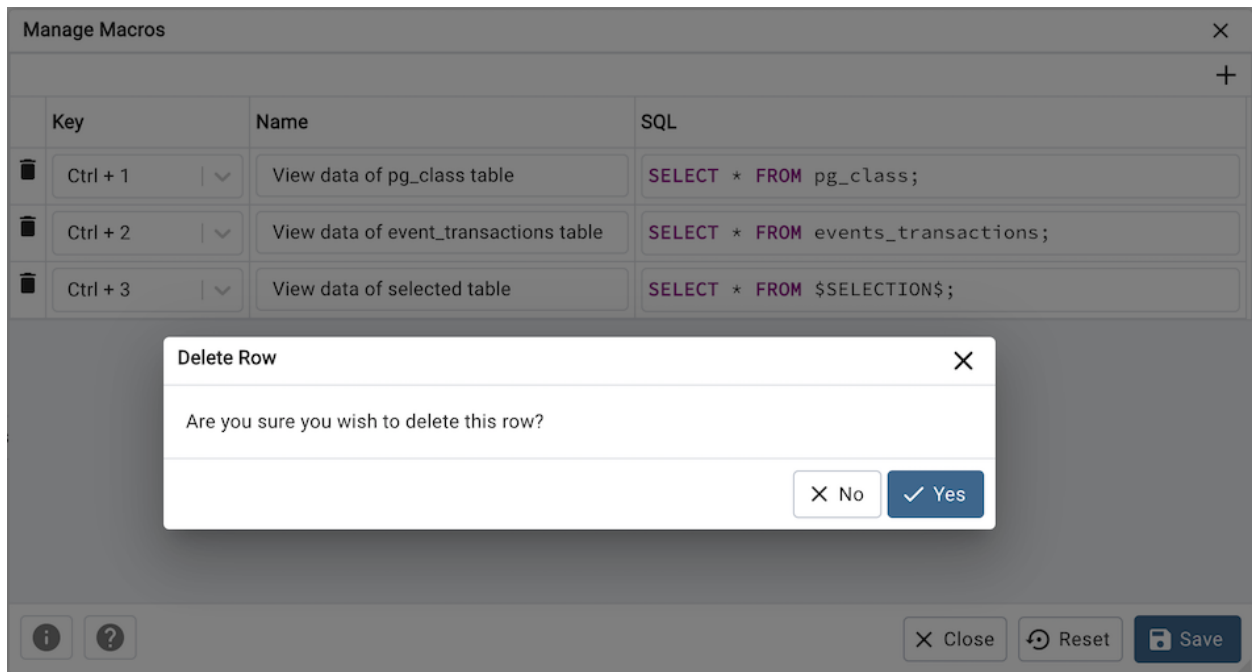 Manage Macros
Key Name SQL
Ctrl + 1 View data of pg_class table SELECT * FROM pg_class;
Ctrl + 2 View data of event_transactions table SELECT * FROM events_transactions;
Ctrl + 3 View data of selected table SELECT * FROM $SELECTION$;
Delete Row
Are you sure you wish to delete this row?
No Yes
Close Reset Save